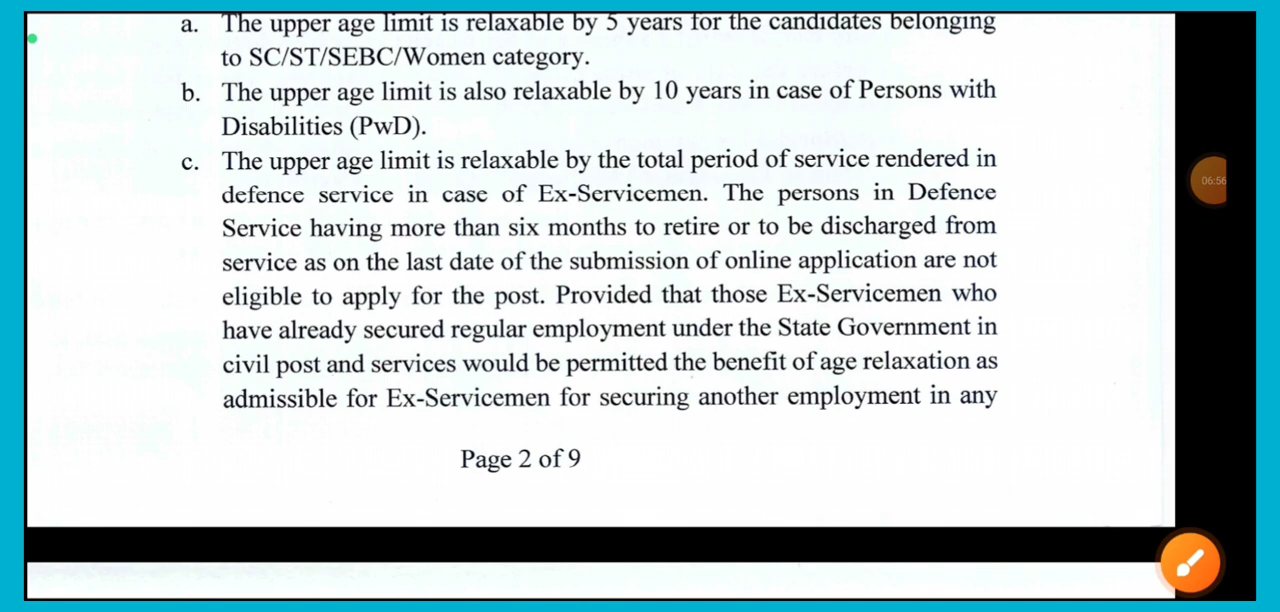 a. The upper age limit is relaxable by 5 years for the candidates belonging
to SC/ST/SEBC/Women category.
b. The upper age limit is also relaxable by 10 years in case of Persons with
Disabilities (PwD).
c. The upper age limit is relaxable by the total period of service rendered in
defence service in case of Ex-Servicemen. The persons in Defence
Service having more than six months to retire or to be discharged from
service as on the last date of the submission of online application are not
eligible to apply for the post. Provided that those Ex-Servicemen who
have already secured regular employment under the State Government in
civil post and services would be permitted the benefit of age relaxation as
admissible for Ex-Servicemen for securing another employment in any
Page 2 of 9
06:56